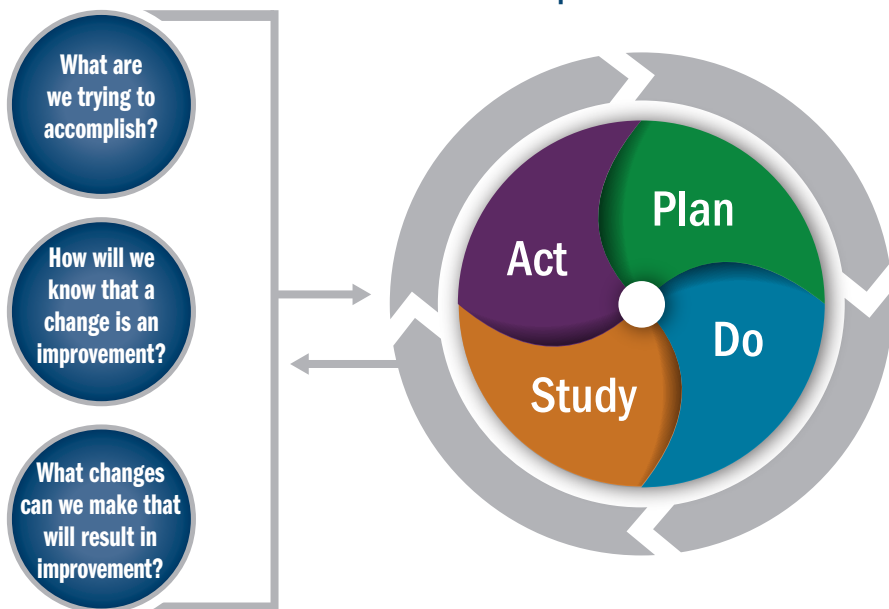 What are
we trying to
accomplish?
How will we
know that a
change is an
improvement?
What changes
can we make that
will result in
improvement?
Plan
Do
Study
Act